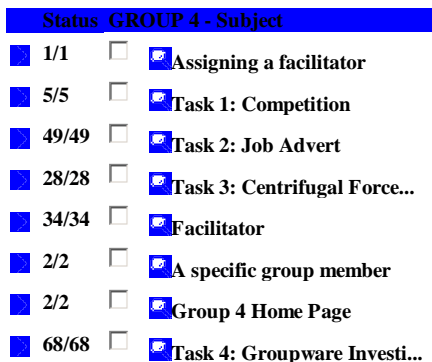 Status GROUP 4 - Subject
1/1 Assigning a facilitator
5/5 Task 1: Competition
49/49 Task 2: Job Advert
28/28 Task 3: Centrifugal Force...
34/34 Facilitator
2/2 A specific group member
2/2 Group 4 Home Page
68/68 Task 4: Groupware Investi...